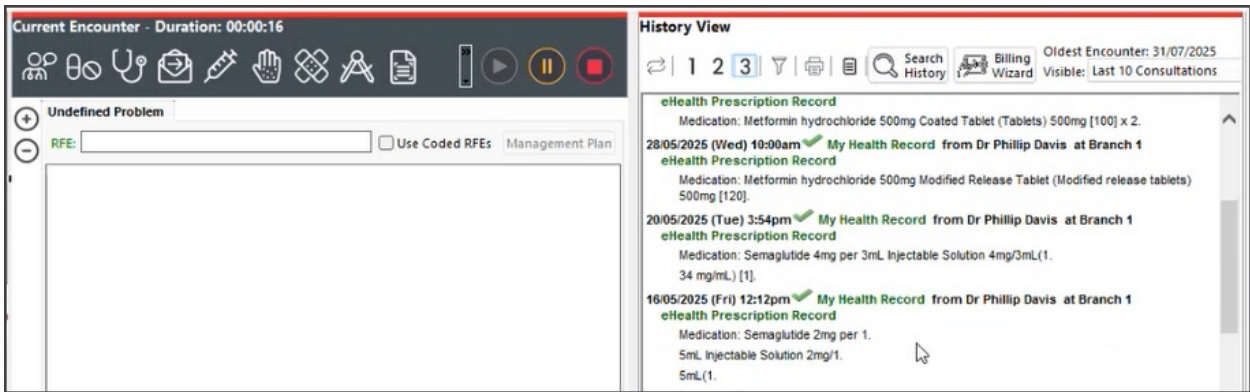 Current Encounter - Duration: 00:00:16
Undefined Problem
RFE:
Use Coded RFEs
Management Plan
History View
1 2 3
Search History
Billing Wizard
Oldest Encounter: 31/07/2025
Visible: Last 10 Consultations
eHealth Prescription Record
Medication: Metformin hydrochloride 500mg Coated Tablet (Tablets) 500mg [100] x 2.
28/05/2025 (Wed) 10:00am My Health Record from Dr Phillip Davis at Branch 1
eHealth Prescription Record
Medication: Metformin hydrochloride 500mg Modified Release Tablet (Modified release tablets)
500mg [120].
20/05/2025 (Tue) 3:54pm My Health Record from Dr Phillip Davis at Branch 1
eHealth Prescription Record
Medication: Semaglutide 4mg per 3mL Injectable Solution 4mg/3mL(1.
34 mg/mL) [1].
16/05/2025 (Fri) 12:12pm My Health Record from Dr Phillip Davis at Branch 1
eHealth Prescription Record
Medication: Semaglutide 2mg per 1.
5mL Injectable Solution 2mg/1.
5mL(1.